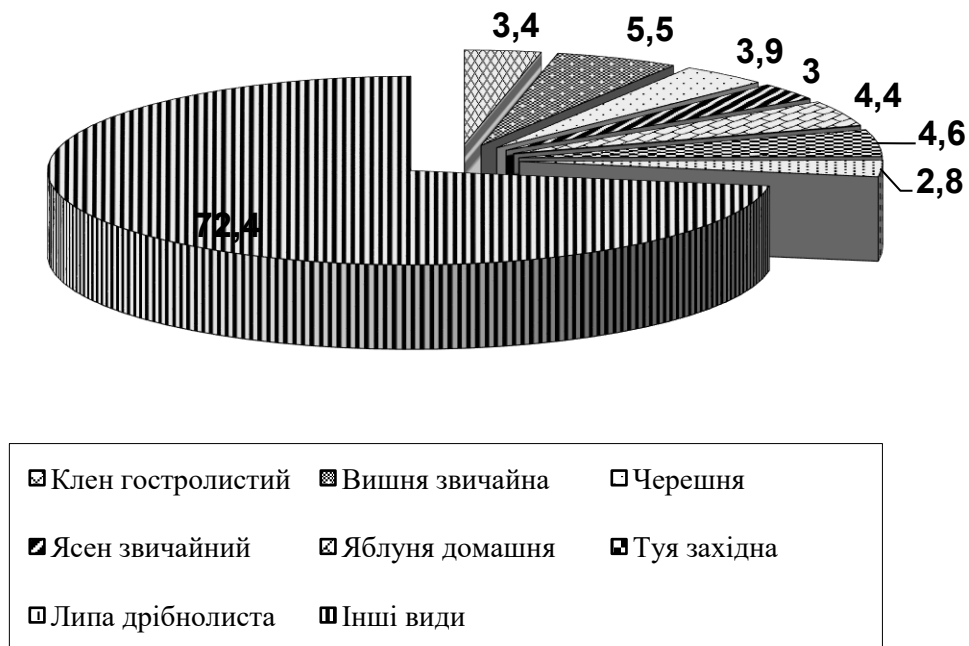 3,4
5,5
3,9
3
4,4
4,6
2,8
72,4
Клен гостролистий Вишня звичайна Черешня
Ясен звичайний Яблуня домашня Туя західна
Липа дрібнолиста Інші види